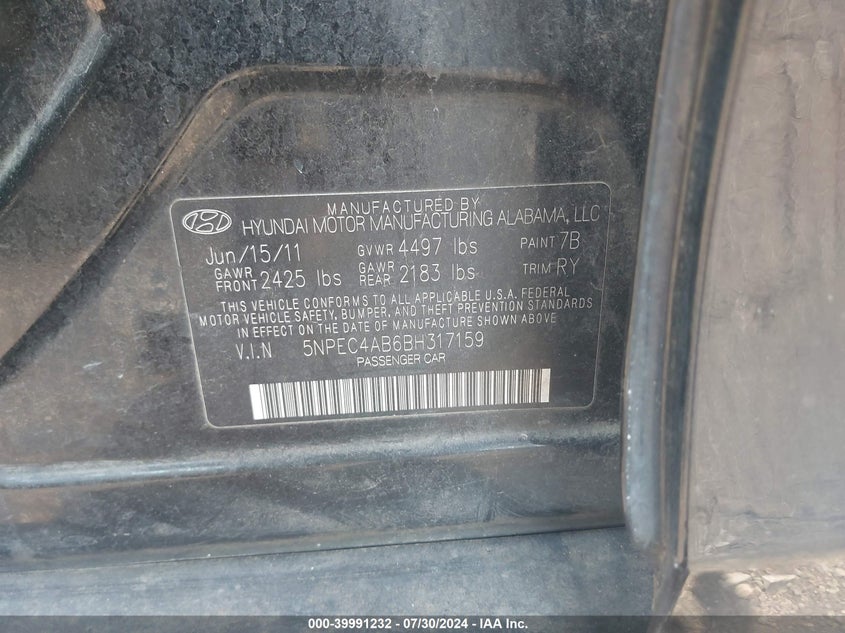 MANUFACTURED BY
HYUNDAI MOTOR MANUFACTURING ALABAMA, LLC
Jun/15/11 GVWR 4497 lbs PAINT 7B
GAWR FRONT 2425 lbs GAWR REAR 2183 lbs TRIM RY
THIS VEHICLE CONFORMS TO ALL APPLICABLE U.S.A. FEDERAL
MOTOR VEHICLE SAFETY, BUMPER, AND THEFT PREVENTION STANDARDS
IN EFFECT ON THE DATE OF MANUFACTURE SHOWN ABOVE
V.I.N 5NPEC4AB6BH317159
PASSENGER CAR
000-39991232 - 07/30/2024 - IAA, Inc.